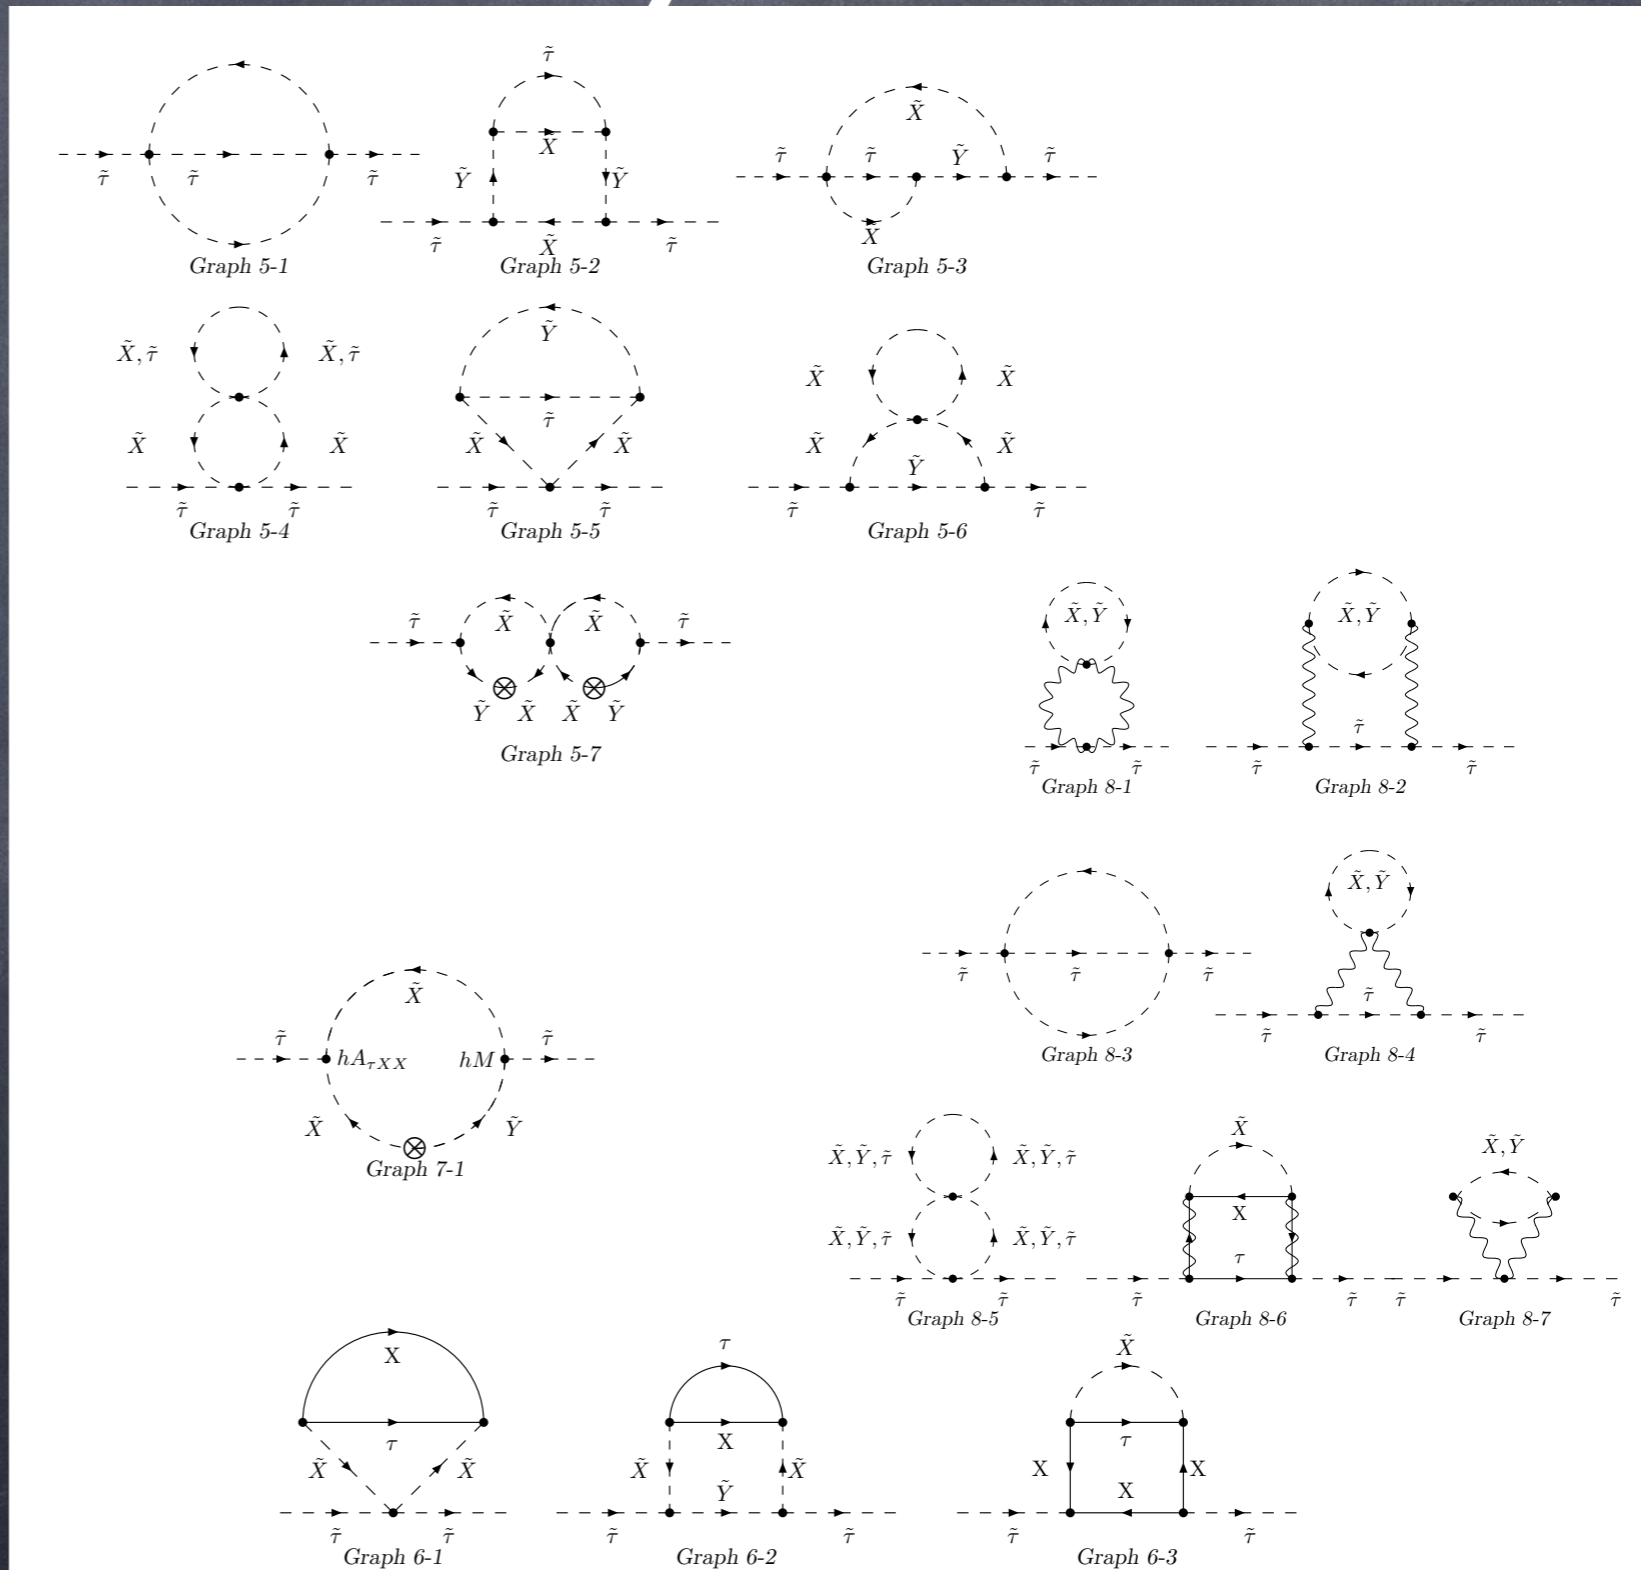 τ̃
τ̃ τ̃ τ̃
Ỹ X̃ Ỹ
τ̃ X̃ τ̃
Graph 5-1 Graph 5-2
X̃
τ̃ τ̃ Ỹ τ̃
X̃
Graph 5-3
X̃, τ̃ X̃, τ̃
X̃ X̃
τ̃ τ̃
Graph 5-4
Ỹ
τ̃
X̃ X̃
τ̃ τ̃
Graph 5-5
X̃ X̃
X̃ Ỹ X̃
τ̃ τ̃
Graph 5-6
τ̃ X̃ X̃ τ̃
Ỹ X̃ X̃ Ỹ
Graph 5-7
X̃, Ỹ
τ̃ τ̃
Graph 8-1
X̃, Ỹ
τ̃
τ̃ τ̃
Graph 8-2
τ̃ τ̃ τ̃
Graph 8-3
X̃, Ỹ
τ̃
τ̃ τ̃
Graph 8-4
X̃
τ̃ hA_{τXX} hM τ̃
X̃ Ỹ
Graph 7-1
X̃, Ỹ, τ̃ X̃, Ỹ, τ̃
X̃, Ỹ, τ̃ X̃, Ỹ, τ̃
τ̃ τ̃
Graph 8-5
X̃
X
τ
τ̃ τ̃
Graph 8-6
X̃, Ỹ
τ̃ τ̃
Graph 8-7
X
τ
X̃ X̃
τ̃ τ̃
Graph 6-1
τ
X
X̃ Ỹ X̃
τ̃ τ̃
Graph 6-2
X̃
τ
X X X
τ̃ τ̃
Graph 6-3